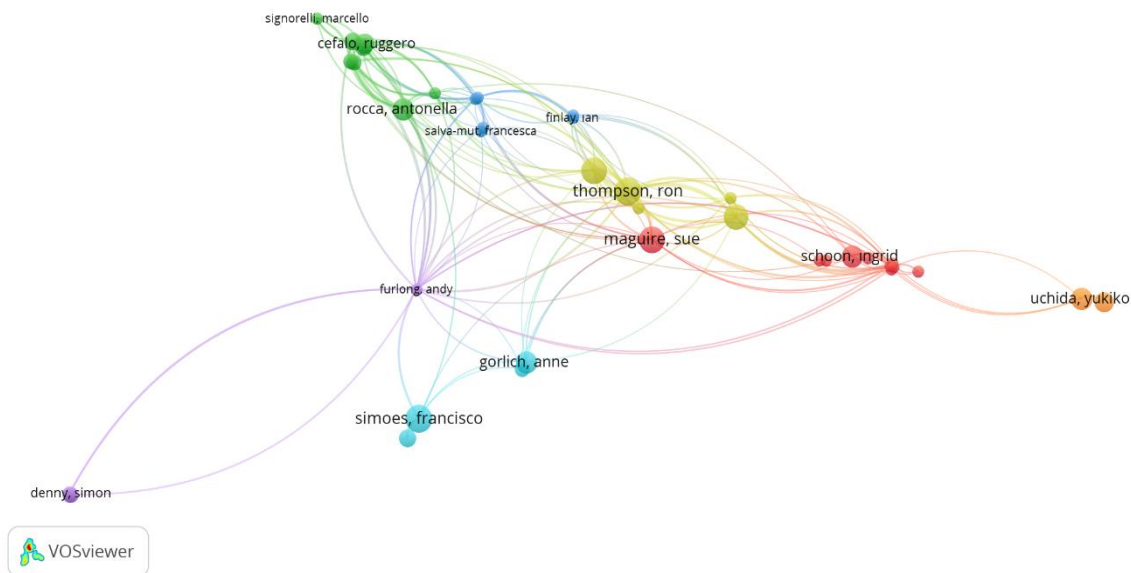 signorelli, marcello
cefalo, ruggero
rocca, antonella
finlay, ian
salva-mut, francesca
thompson, ron
maguire, sue
schoon, ingrid
furlong, andy
uchida, yukiko
gorlich, anne
simoes, francisco
denny, simon
VOSviewer